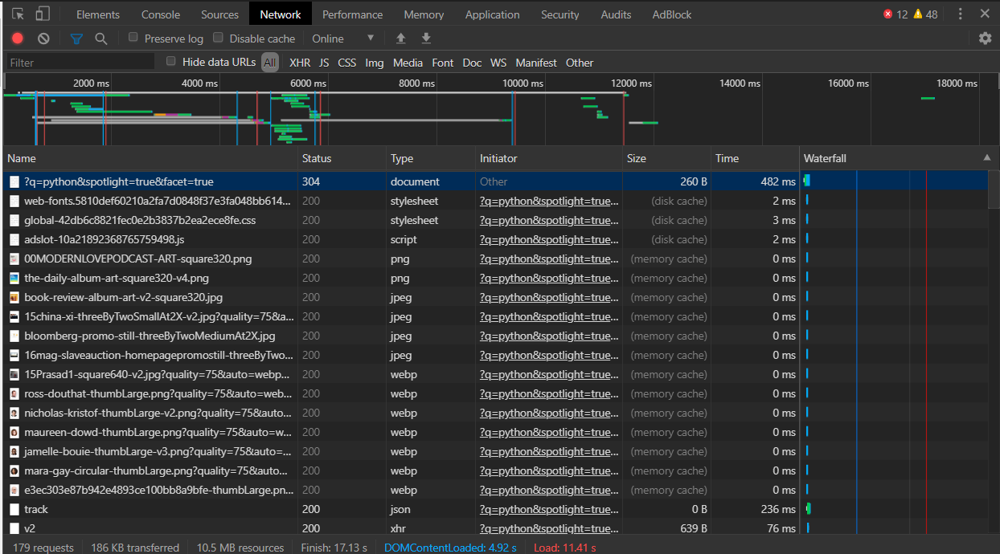 Elements Console Sources Network Performance Memory Application Security Audits AdBlock 12 48
Preserve log Disable cache Online
Filter Hide data URLs All XHR JS CSS Img Media Font Doc WS Manifest Other
2000 ms 4000 ms 6000 ms 8000 ms 10000 ms 12000 ms 14000 ms 16000 ms 18000 ms
Name Status Type Initiator Size Time Waterfall
?q=python&spotlight=true&facet=true 304 document Other 260 B 482 ms
web-fonts.5810def60210a2fa7d0848f37e3fa048bb614... 200 stylesheet ?q=python&spotlight=true... (disk cache) 2 ms
global-42db6c8821fec0e2b3837b2ea2ece8fe.css 200 stylesheet ?q=python&spotlight=true... (disk cache) 3 ms
adslot-10a21892368765759498.js 200 script ?q=python&spotlight=true... (disk cache) 2 ms
00MODERNLOVEPODCAST-ART-square320.png 200 png ?q=python&spotlight=true... (memory cache) 0 ms
the-daily-album-art-square320-v4.png 200 png ?q=python&spotlight=true... (memory cache) 0 ms
book-review-album-art-v2-square320.jpg 200 jpeg ?q=python&spotlight=true... (memory cache) 0 ms
15china-xi-threeByTwoSmallAt2X-v2.jpg?quality=75&a... 200 jpeg ?q=python&spotlight=true... (memory cache) 0 ms
bloomberg-promo-still-threeByTwoMediumAt2X.jpg 200 jpeg ?q=python&spotlight=true... (memory cache) 0 ms
16mag-slaveauction-homepagepromostill-threeByTwo... 200 jpeg ?q=python&spotlight=true... (memory cache) 0 ms
15Prasad1-square640-v2.jpg?quality=75&auto=webp... 200 webp ?q=python&spotlight=true... (memory cache) 0 ms
ross-douthat-thumbLarge.png?quality=75&auto=web... 200 webp ?q=python&spotlight=true... (memory cache) 0 ms
nicholas-kristof-thumbLarge-v2.png?quality=75&auto... 200 webp ?q=python&spotlight=true... (memory cache) 0 ms
maureen-dowd-thumbLarge.png?quality=75&auto=w... 200 webp ?q=python&spotlight=true... (memory cache) 0 ms
jamelle-bouie-thumbLarge-v3.png?quality=75&auto=... 200 webp ?q=python&spotlight=true... (memory cache) 0 ms
mara-gay-circular-thumbLarge.png?quality=75&auto... 200 webp ?q=python&spotlight=true... (memory cache) 0 ms
e3ec303e87b942e4893ce100bb8a9bfe-thumbLarge.pn... 200 webp ?q=python&spotlight=true... (memory cache) 0 ms
track 200 json ?q=python&spotlight=true... 0 B 236 ms
v2 200 xhr ?q=python&spotlight=true... 639 B 76 ms
179 requests 186 KB transferred 10.5 MB resources Finish: 17.13 s DOMContentLoaded: 4.92 s Load: 11.41 s